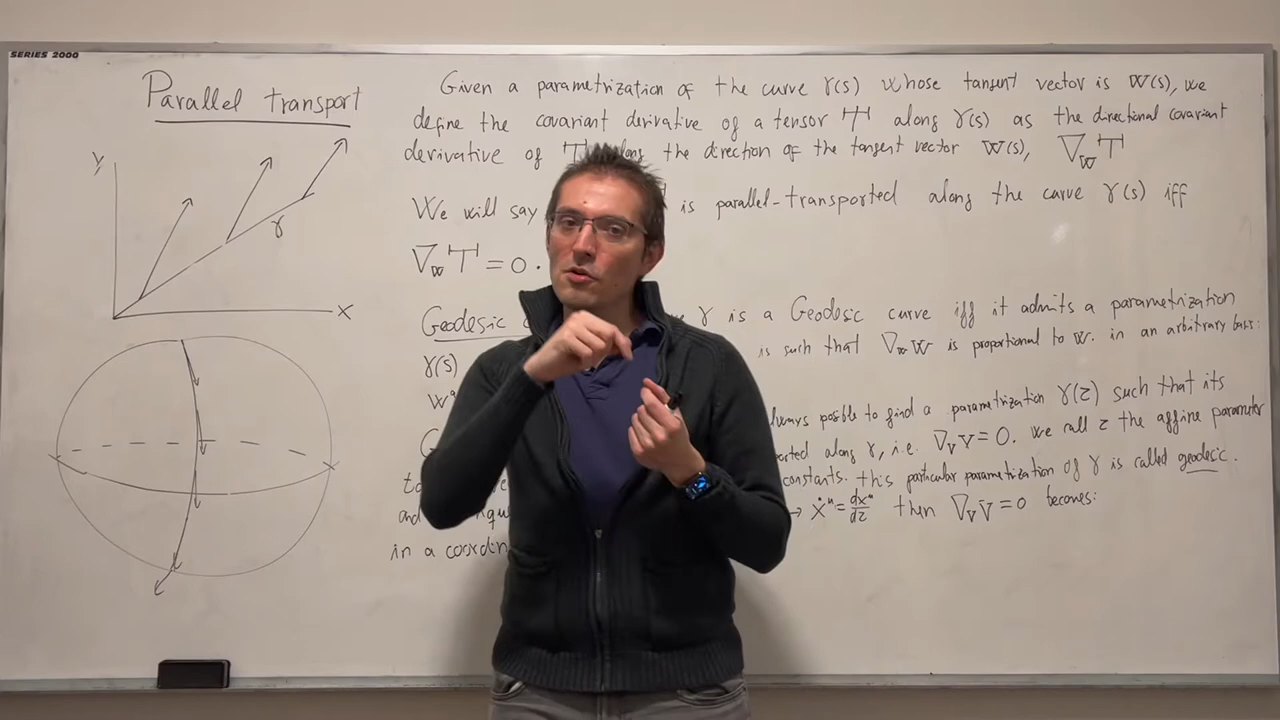 SERIES 2000
Parallel transport
y
γ
x
Given a parametrization of the curve γ(s) whose tangent vector is W(s), we
define the covariant derivative of a tensor T along γ(s) as the directional covariant
derivative of T along the direction of the tangent vector W(s), ∇_W T
We will say is parallel-transported along the curve γ(s) iff
∇_W T = 0.
Geodesic γ is a Geodesic curve iff it admits a parametrization
γ(s) is such that ∇_W W is proportional to W. in an arbitrary basis:
always posible to find a parametrization γ(τ) such that its
along γ, i.e. ∇_V V = 0. We call τ the affine parameter
constants. this particular parametrization of γ is called geodesic.
and → ẋ^μ = dx^μ/dτ then ∇_V V = 0 becomes:
in a